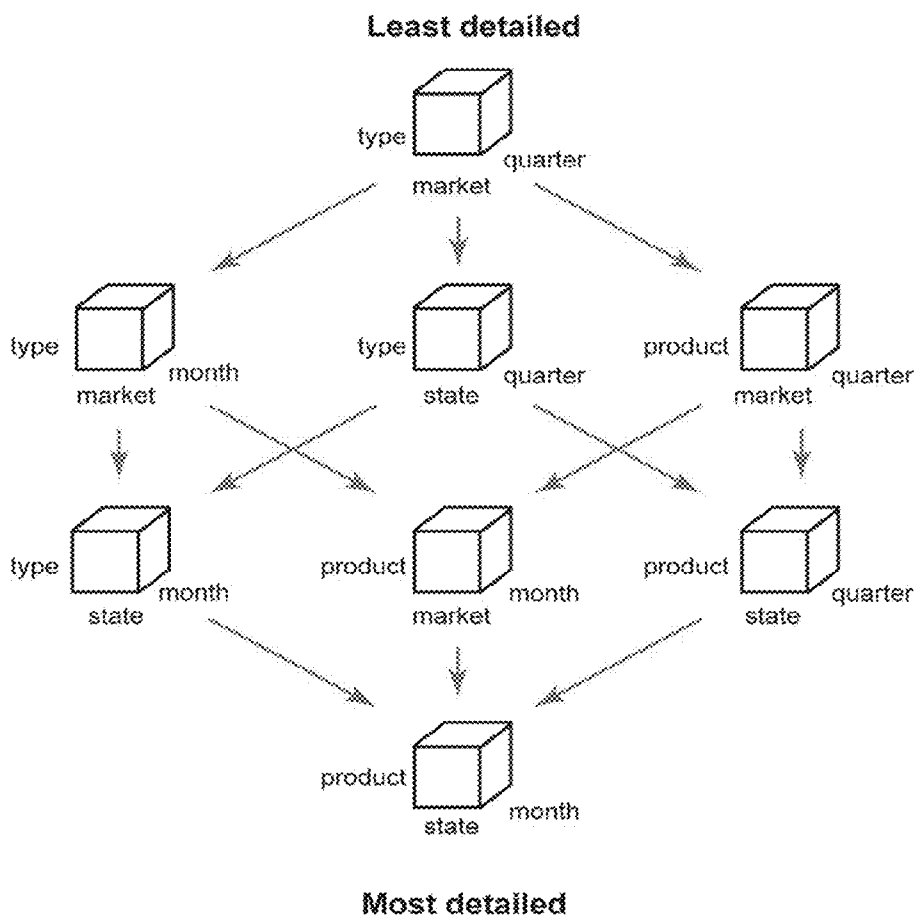 Least detailed
type
quarter
market
type
month
market
type
quarter
state
product
quarter
market
type
month
state
product
month
market
product
quarter
state
product
month
state
Most detailed